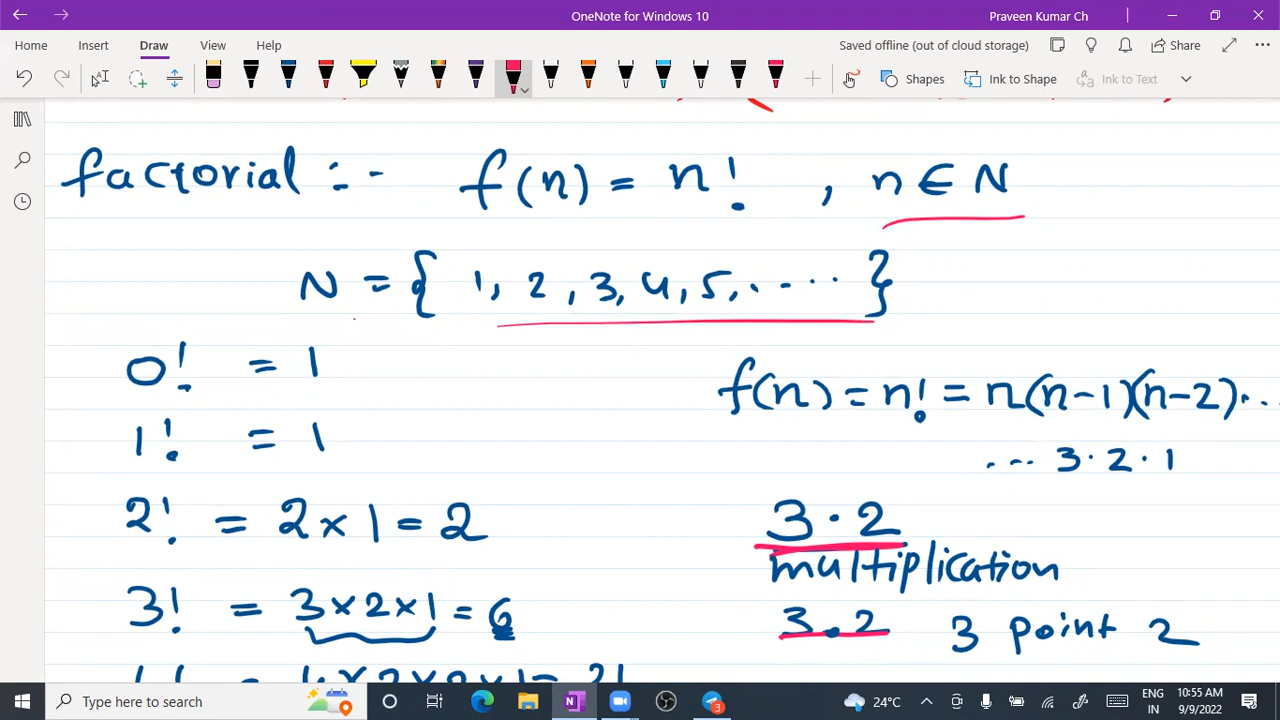 OneNote for Windows 10
Praveen Kumar Ch
Home Insert Draw View Help
Saved offline (out of cloud storage)
Share
Shapes Ink to Shape Ink to Text
factorial :- f(n) = n! , n ∈ N
N = { 1, 2, 3, 4, 5, ..... }
0! = 1
f(n) = n! = n(n-1)(n-2)...
1! = 1
... 3·2·1
2! = 2 × 1 = 2
3·2
multiplication
3! = 3×2×1 = 6
3.2 3 point 2
Type here to search
3
24°C
ENG
IN
10:55 AM
9/9/2022